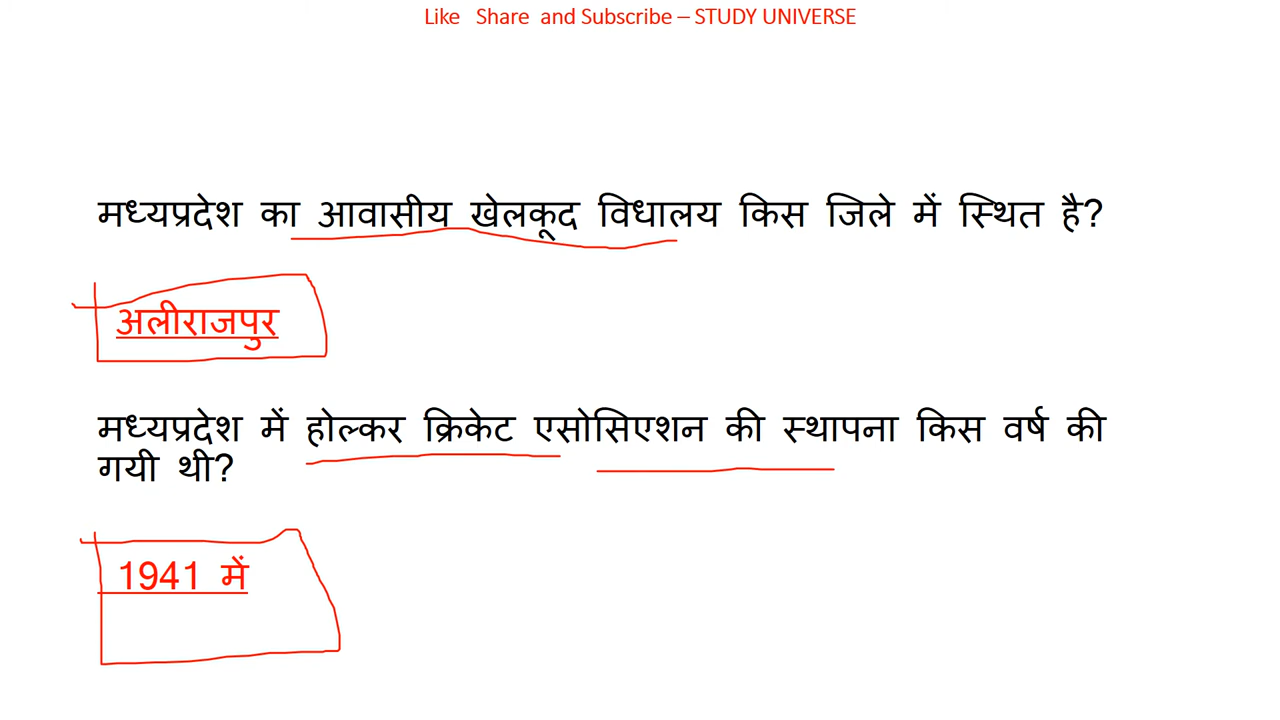 Like Share and Subscribe – STUDY UNIVERSE
मध्यप्रदेश का आवासीय खेलकूद विधालय किस जिले में स्थित है?
अलीराजपुर
मध्यप्रदेश में होल्कर क्रिकेट एसोसिएशन की स्थापना किस वर्ष की
गयी थी?
1941 में